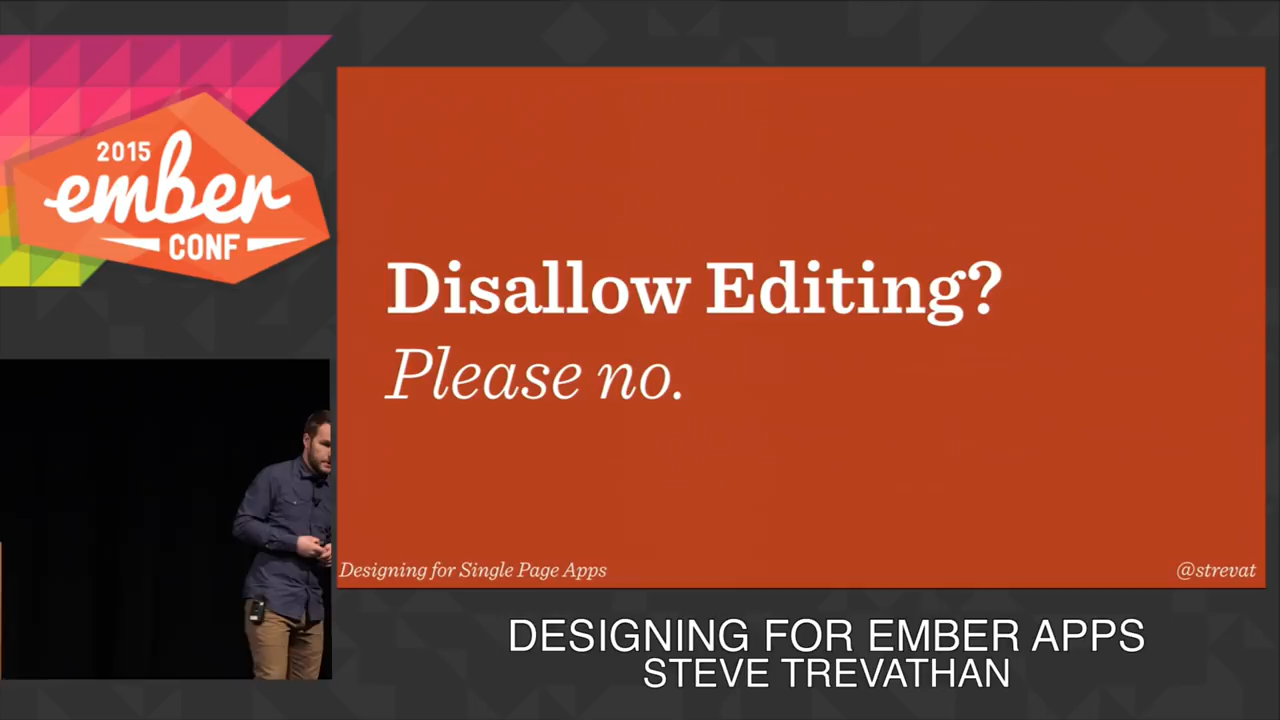 2015
ember
CONF
Disallow Editing?
Please no.
Designing for Single Page Apps
@strevat
DESIGNING FOR EMBER APPS
STEVE TREVATHAN